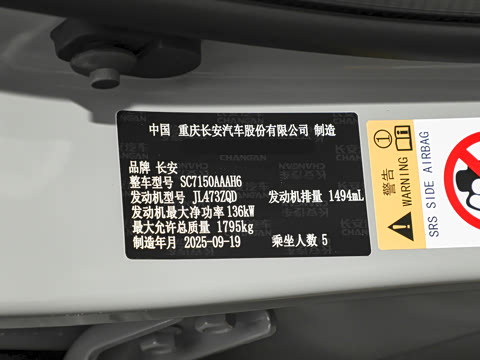 中国 重庆长安汽车股份有限公司 制造
品牌 长安
整车型号 SC7150AAAH6
发动机型号 JL473ZQD 发动机排量 1494mL
发动机最大净功率 136kW
最大允许总质量 1795kg
制造年月 2025-09-19 乘坐人数 5
警告
WARNING
SRS SIDE AIRBAG